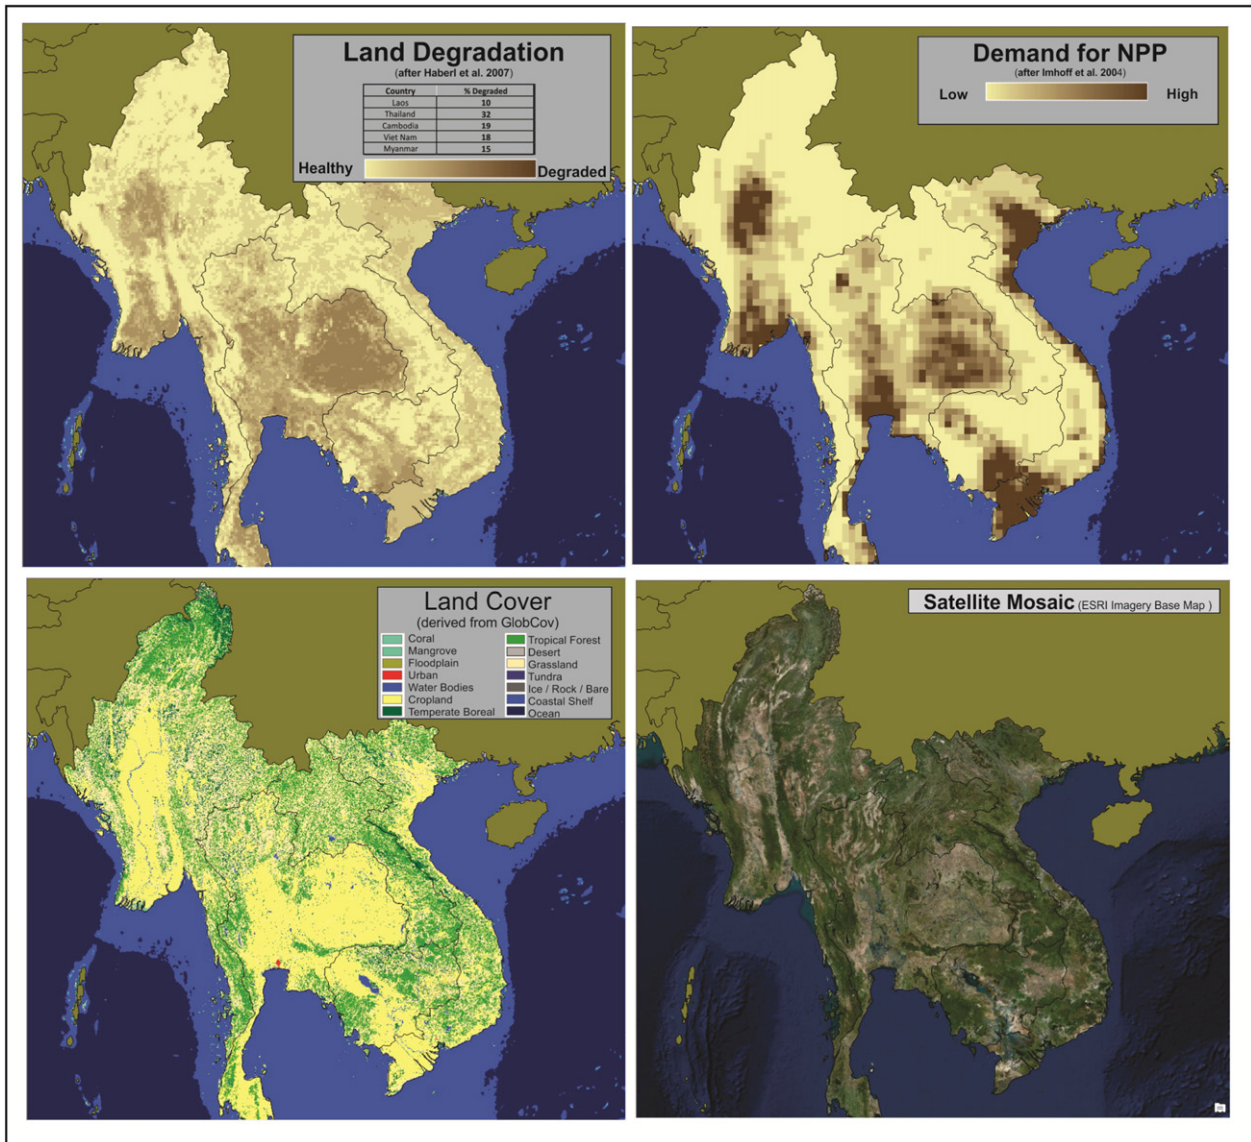 Land Degradation
(after Haberl et al. 2007)
Country % Degraded
Laos 10
Thailand 32
Cambodia 19
Viet Nam 18
Myanmar 15
Healthy Degraded
Demand for NPP
(after Imhoff et al. 2004)
Low High
Land Cover
(derived from GlobCov)
Coral Tropical Forest
Mangrove Desert
Floodplain Grassland
Urban Tundra
Water Bodies Ice / Rock / Bare
Cropland Coastal Shelf
Temperate Boreal Ocean
Satellite Mosaic (ESRI Imagery Base Map )